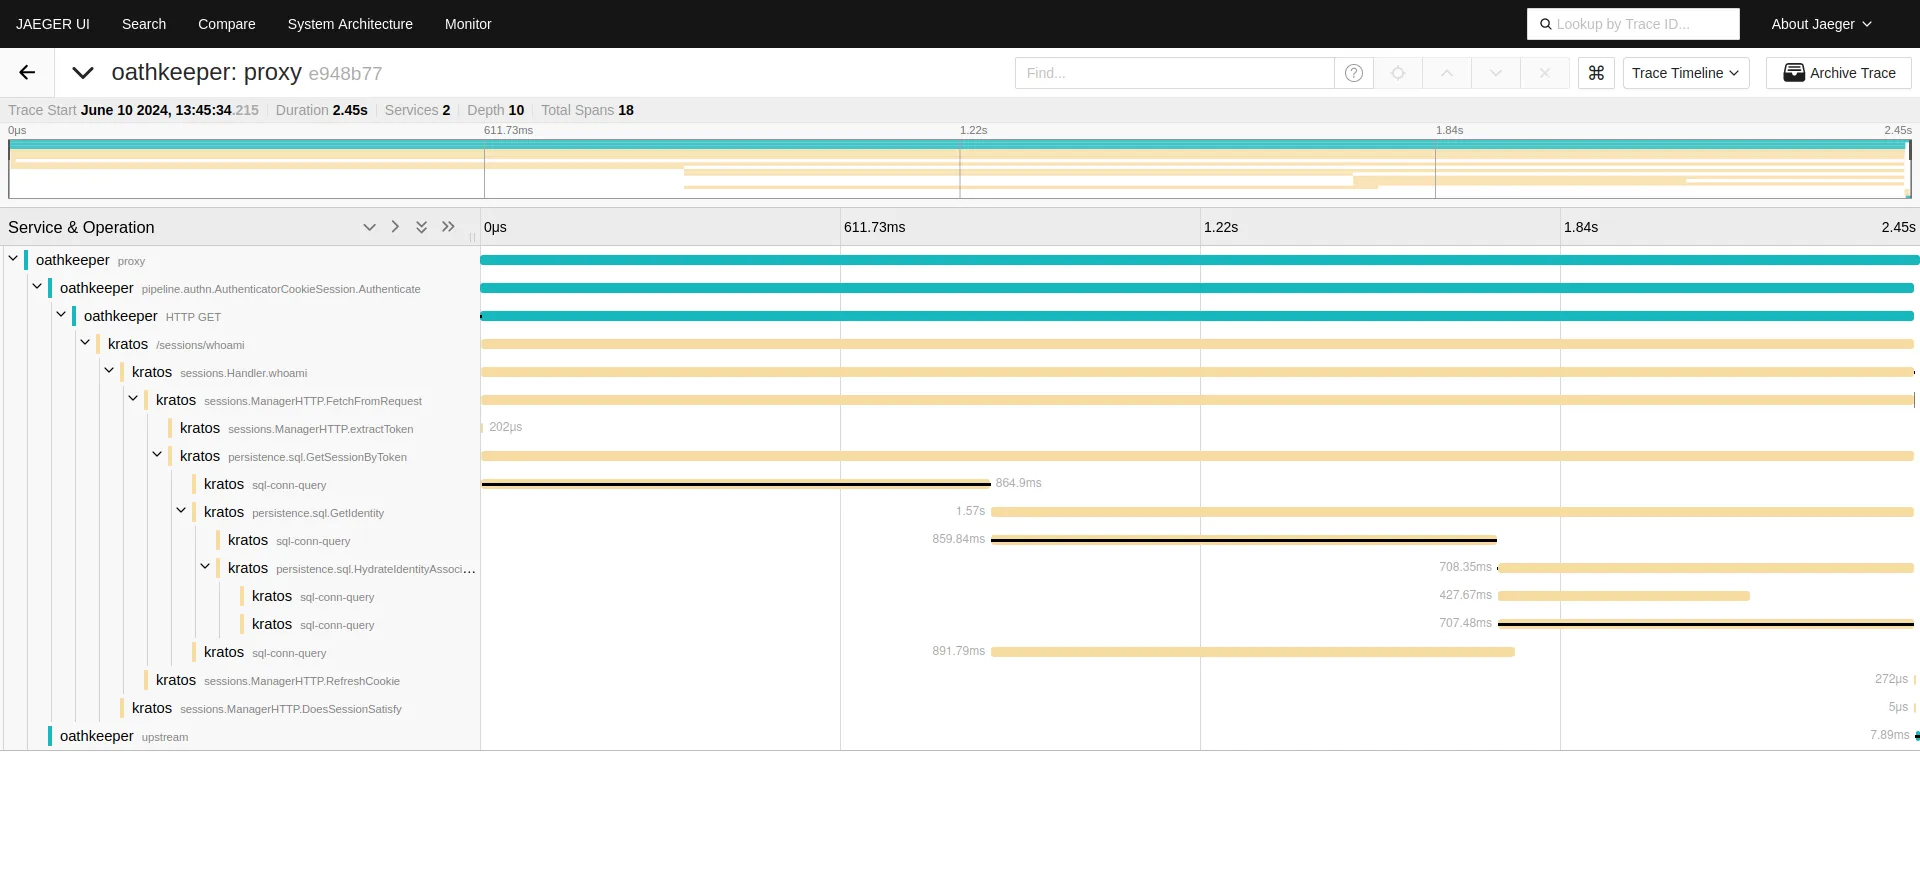 JAEGER UI Search Compare System Architecture Monitor Lookup by Trace ID... About Jaeger
oathkeeper: proxy e948b77 Find... ? ⌘ Trace Timeline Archive Trace
Trace Start June 10 2024, 13:45:34.215 Duration 2.45s Services 2 Depth 10 Total Spans 18
0μs 611.73ms 1.22s 1.84s 2.45s
Service & Operation 0μs 611.73ms 1.22s 1.84s 2.45s
oathkeeper proxy
oathkeeper pipeline.authn.AuthenticatorCookieSession.Authenticate
oathkeeper HTTP GET
kratos /sessions/whoami
kratos sessions.Handler.whoami
kratos sessions.ManagerHTTP.FetchFromRequest
kratos sessions.ManagerHTTP.extractToken 202μs
kratos persistence.sql.GetSessionByToken
kratos sql-conn-query 864.9ms
kratos persistence.sql.GetIdentity 1.57s
kratos sql-conn-query 859.84ms
kratos persistence.sql.HydrateIdentityAssoci... 708.35ms
kratos sql-conn-query 427.67ms
kratos sql-conn-query 707.48ms
kratos sql-conn-query 891.79ms
kratos sessions.ManagerHTTP.RefreshCookie 272μs
kratos sessions.ManagerHTTP.DoesSessionSatisfy 5μs
oathkeeper upstream 7.89ms